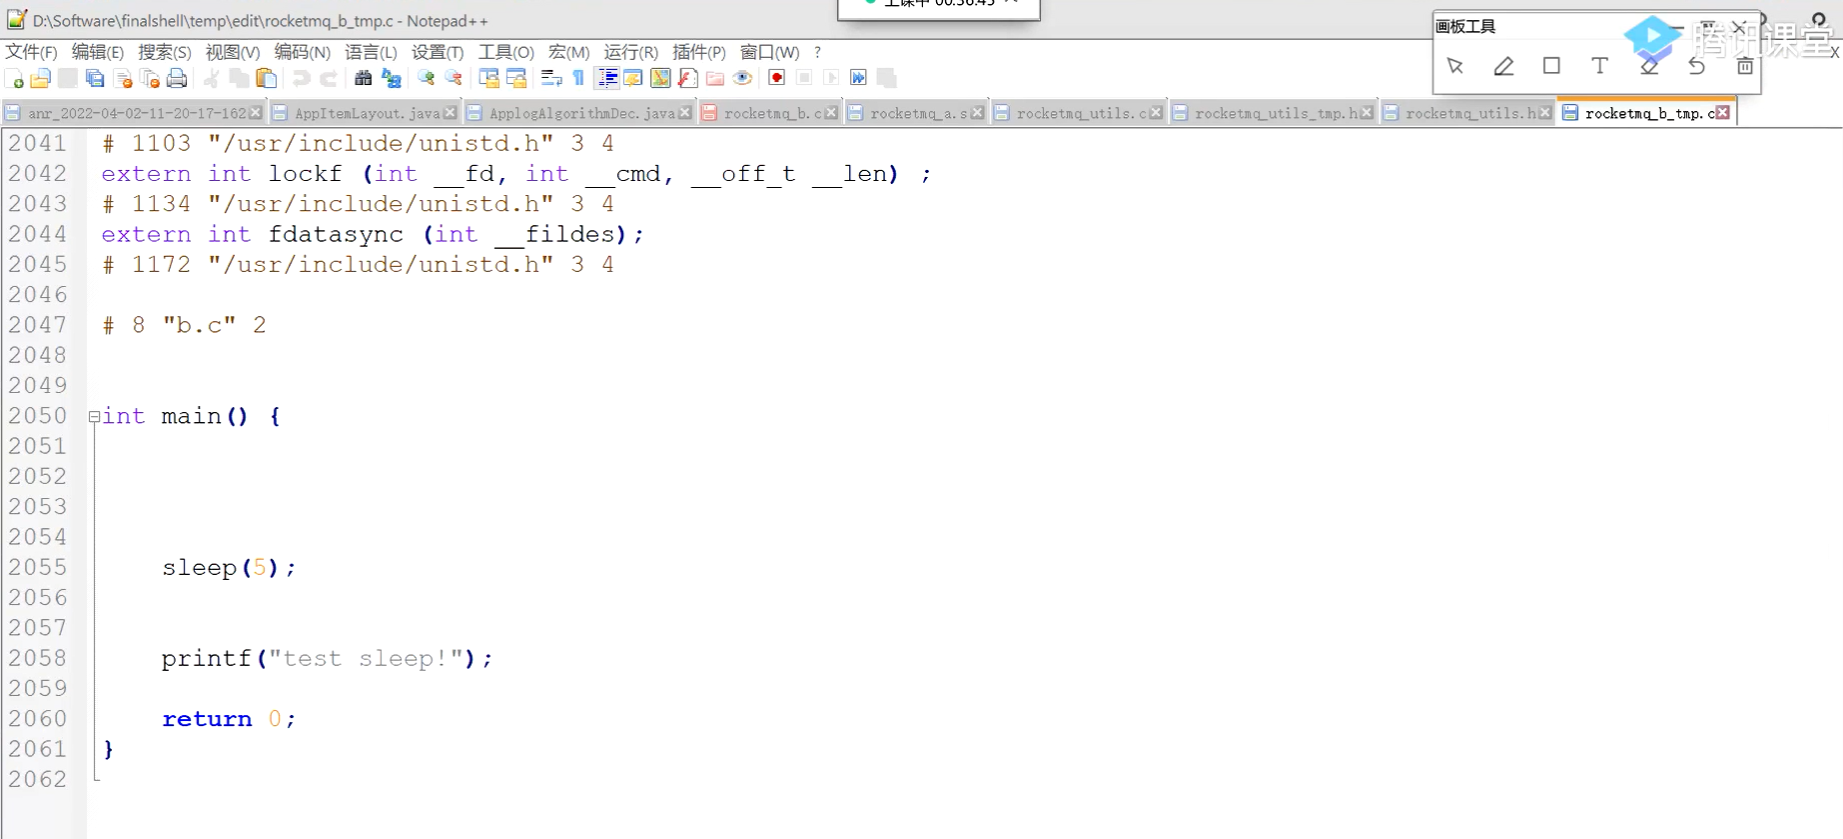 上课中 00:36:45
D:\Software\finalshell\temp\edit\rocketmq_b_tmp.c - Notepad++
画板工具
腾讯课堂
文件(F) 编辑(E) 搜索(S) 视图(V) 编码(N) 语言(L) 设置(T) 工具(O) 宏(M) 运行(R) 插件(P) 窗口(W) ?
X
anr_2022-04-02-11-20-17-162 AppItemLayout.java ApplogAlgorithmDec.java rocketmq_b.c rocketmq_a.s rocketmq_utils.c rocketmq_utils_tmp.h rocketmq_utils.h rocketmq_b_tmp.c
2041 # 1103 "/usr/include/unistd.h" 3 4
2042 extern int lockf (int __fd, int __cmd, __off_t __len) ;
2043 # 1134 "/usr/include/unistd.h" 3 4
2044 extern int fdatasync (int __fildes);
2045 # 1172 "/usr/include/unistd.h" 3 4
2046
2047 # 8 "b.c" 2
2048
2049
2050 int main() {
2051
2052
2053
2054
2055 sleep(5);
2056
2057
2058 printf("test sleep!");
2059
2060 return 0;
2061 }
2062